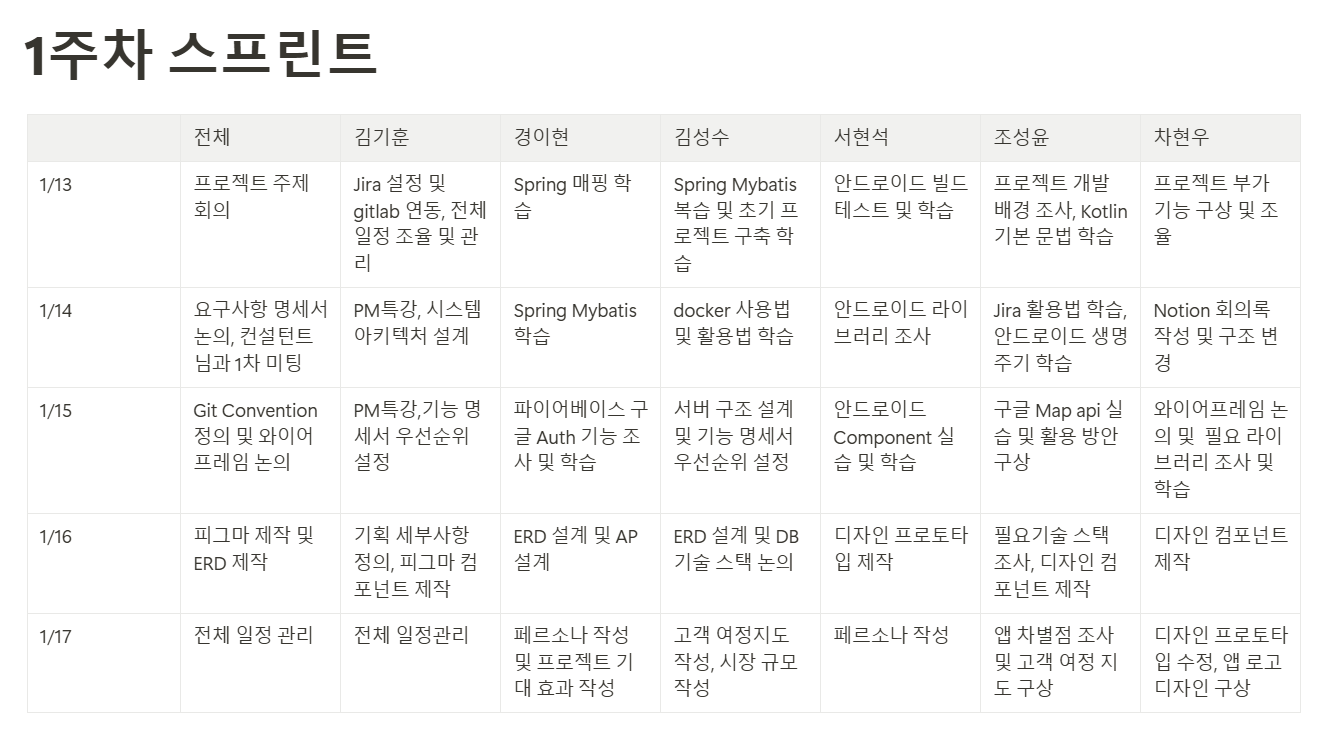 1주차 스프린트
전체
김기훈
경이현
김성수
서현석
조성윤
차현우
1/13
프로젝트 주제
회의
Jira 설정 및
gitlab 연동, 전체
일정 조율 및 관
리
Spring 매핑 학
습
Spring Mybatis
복습 및 초기 프
로젝트 구축 학
습
안드로이드 빌드
테스트 및 학습
프로젝트 개발
배경 조사, Kotlin
기본 문법 학습
프로젝트 부가
기능 구상 및 조
율
1/14
요구사항 명세서
논의, 컨설턴트
님과 1차 미팅
PM특강, 시스템
아키텍처 설계
Spring Mybatis
학습
docker 사용법
및 활용법 학습
안드로이드 라이
브러리 조사
Jira 활용법 학습,
안드로이드 생명
주기 학습
Notion 회의록
작성 및 구조 변
경
1/15
Git Convention
정의 및 와이어
프레임 논의
PM특강,기능 명
세서 우선순위
설정
파이어베이스 구
글 Auth 기능 조
사 및 학습
서버 구조 설계
및 기능 명세서
우선순위 설정
안드로이드
Component 실
습 및 학습
구글 Map api 실
습 및 활용 방안
구상
와이어프레임 논
의 및  필요 라이
브러리 조사 및
학습
1/16
피그마 제작 및
ERD 제작
기획 세부사항
정의, 피그마 컴
포넌트 제작
ERD 설계 및 AP
설계
ERD 설계 및 DB
기술 스택 논의
디자인 프로토타
입 제작
필요기술 스택
조사, 디자인 컴
포넌트 제작
디자인 컴포넌트
제작
1/17
전체 일정 관리
전체 일정관리
페르소나 작성
및 프로젝트 기
대 효과 작성
고객 여정지도
작성, 시장 규모
작성
페르소나 작성
앱 차별점 조사
및 고객 여정 지
도 구상
디자인 프로토타
입 수정, 앱 로고
디자인 구상